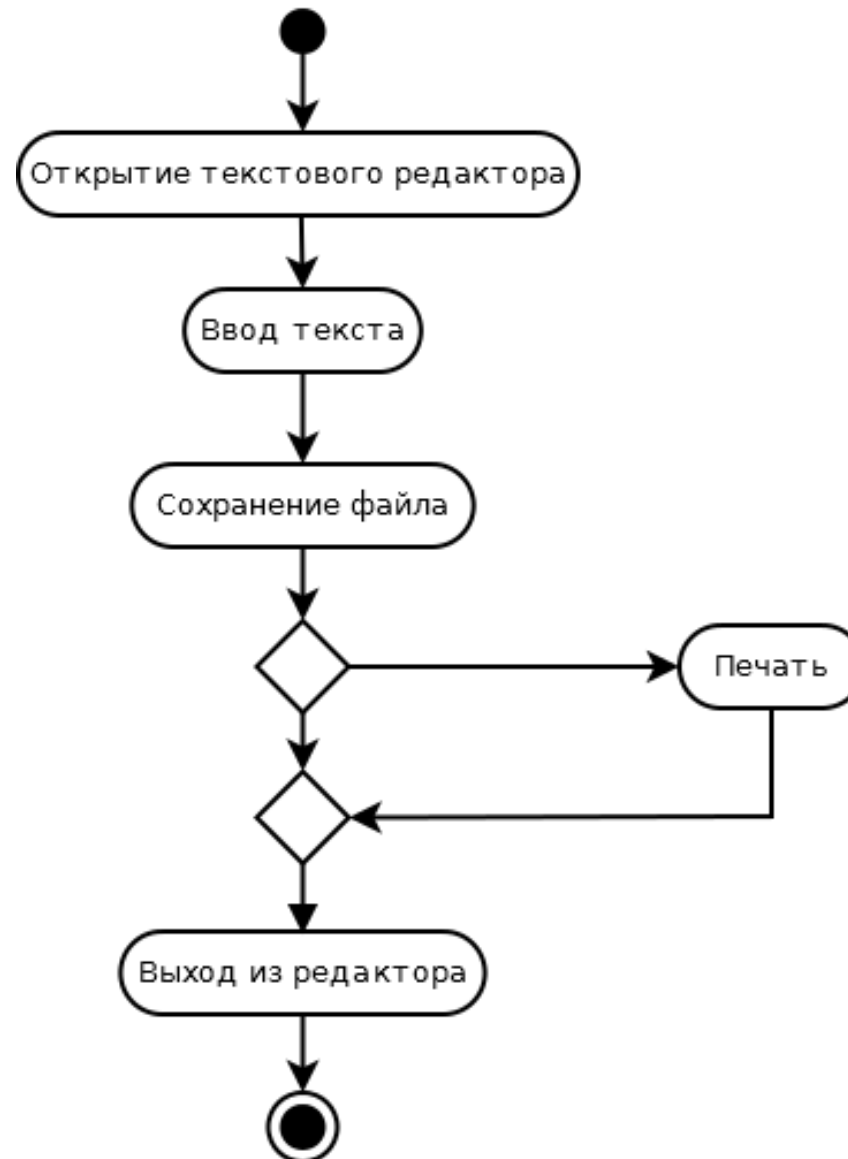 Открытие текстового редактора
Ввод текста
Сохранение файла
Печать
Выход из редактора